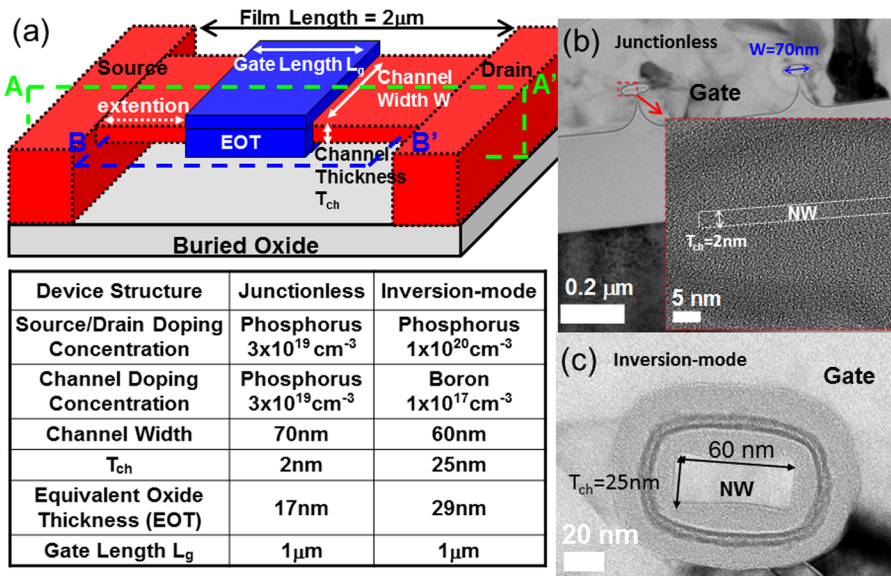 (a)
Film Length = 2μm
Gate Length Lg
Source
Channel
Width W
Drain
A
A'
extention
B
EOT
B'
Channel
Thickness
Tch
Buried Oxide
Device Structure Junctionless Inversion-mode
Source/Drain Doping Concentration Phosphorus 3x10¹⁹cm⁻³ Phosphorus 1x10²⁰cm⁻³
Channel Doping Concentration Phosphorus 3x10¹⁹cm⁻³ Boron 1x10¹⁷cm⁻³
Channel Width 70nm 60nm
Tch 2nm 25nm
Equivalent Oxide Thickness (EOT) 17nm 29nm
Gate Length Lg 1μm 1μm
(b) Junctionless
W=70nm
Gate
NW
Tch=2nm
0.2 μm
5 nm
(c) Inversion-mode
Gate
60 nm
Tch=25nm
NW
20 nm